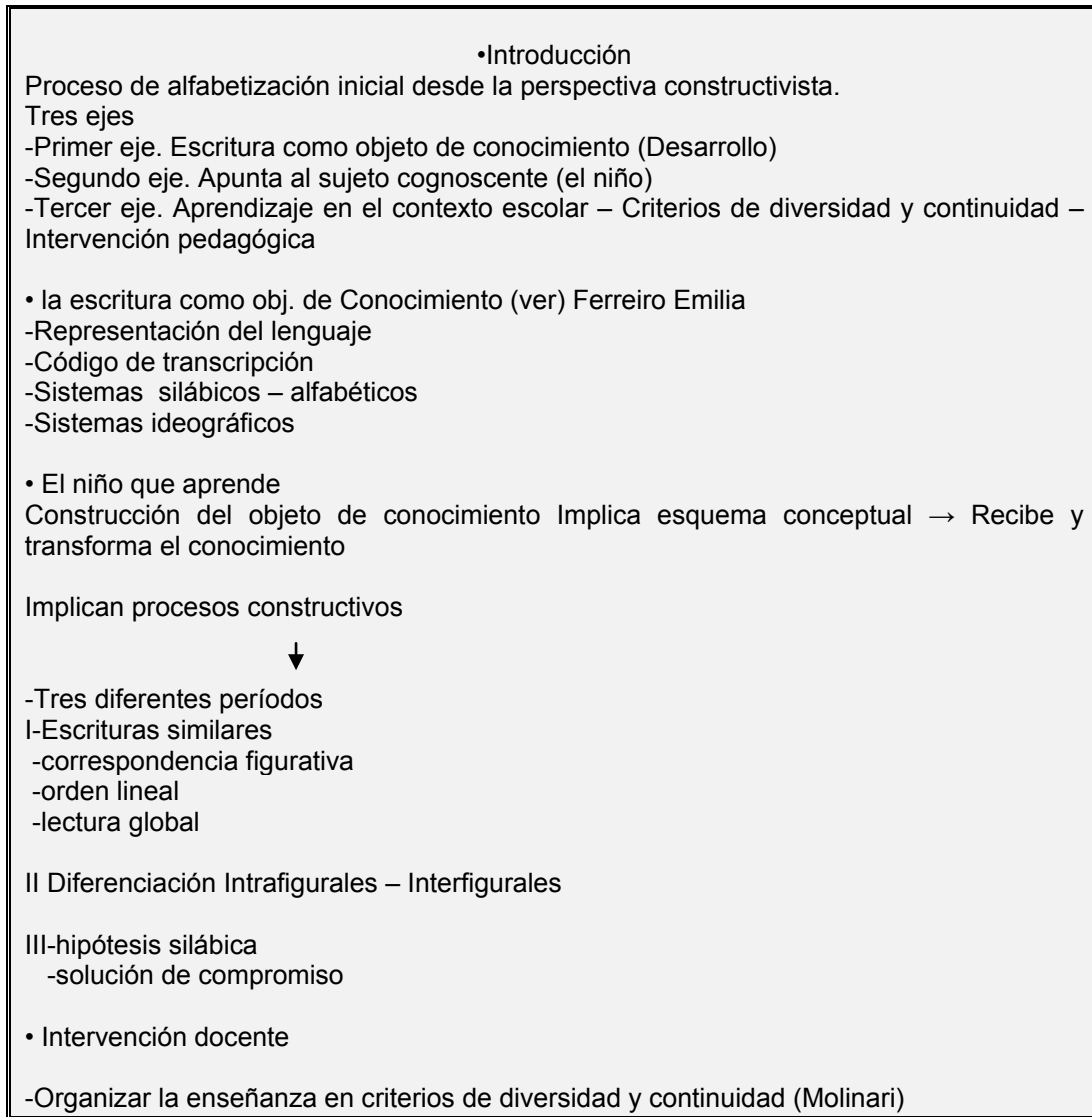 •Introducción
Proceso de alfabetización inicial desde la perspectiva constructivista.
Tres ejes
-Primer eje. Escritura como objeto de conocimiento (Desarrollo)
-Segundo eje. Apunta al sujeto cognoscente (el niño)
-Tercer eje. Aprendizaje en el contexto escolar – Criterios de diversidad y continuidad –
Intervención pedagógica
• la escritura como obj. de Conocimiento (ver) Ferreiro Emilia
-Representación del lenguaje
-Código de transcripción
-Sistemas silábicos – alfabéticos
-Sistemas ideográficos
• El niño que aprende
Construcción del objeto de conocimiento Implica esquema conceptual → Recibe y
transforma el conocimiento
Implican procesos constructivos
-Tres diferentes períodos
I-Escrituras similares
-correspondencia figurativa
-orden lineal
-lectura global
II Diferenciación Intrafigurales – Interfigurales
III-hipótesis silábica
-solución de compromiso
• Intervención docente
-Organizar la enseñanza en criterios de diversidad y continuidad (Molinari)